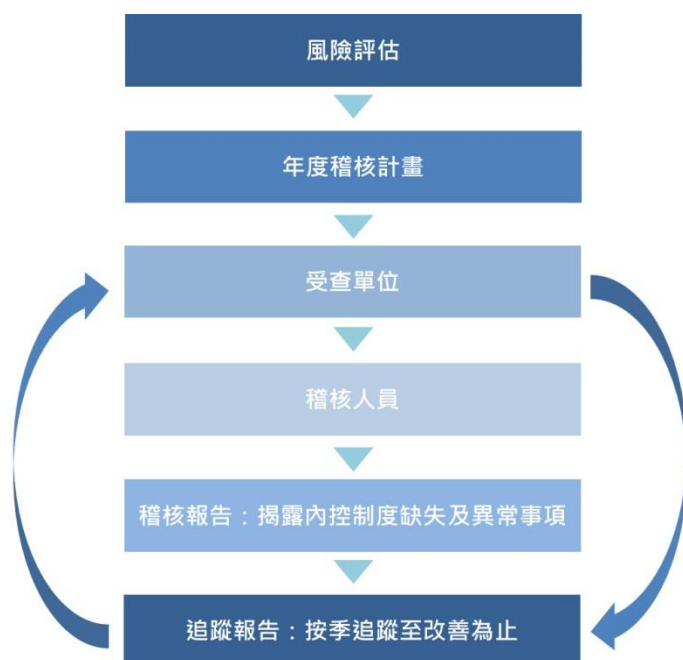 風險評估
年度稽核計畫
受查單位
稽核人員
稽核報告：揭露內控制度缺失及異常事項
追蹤報告：按季追蹤至改善為止